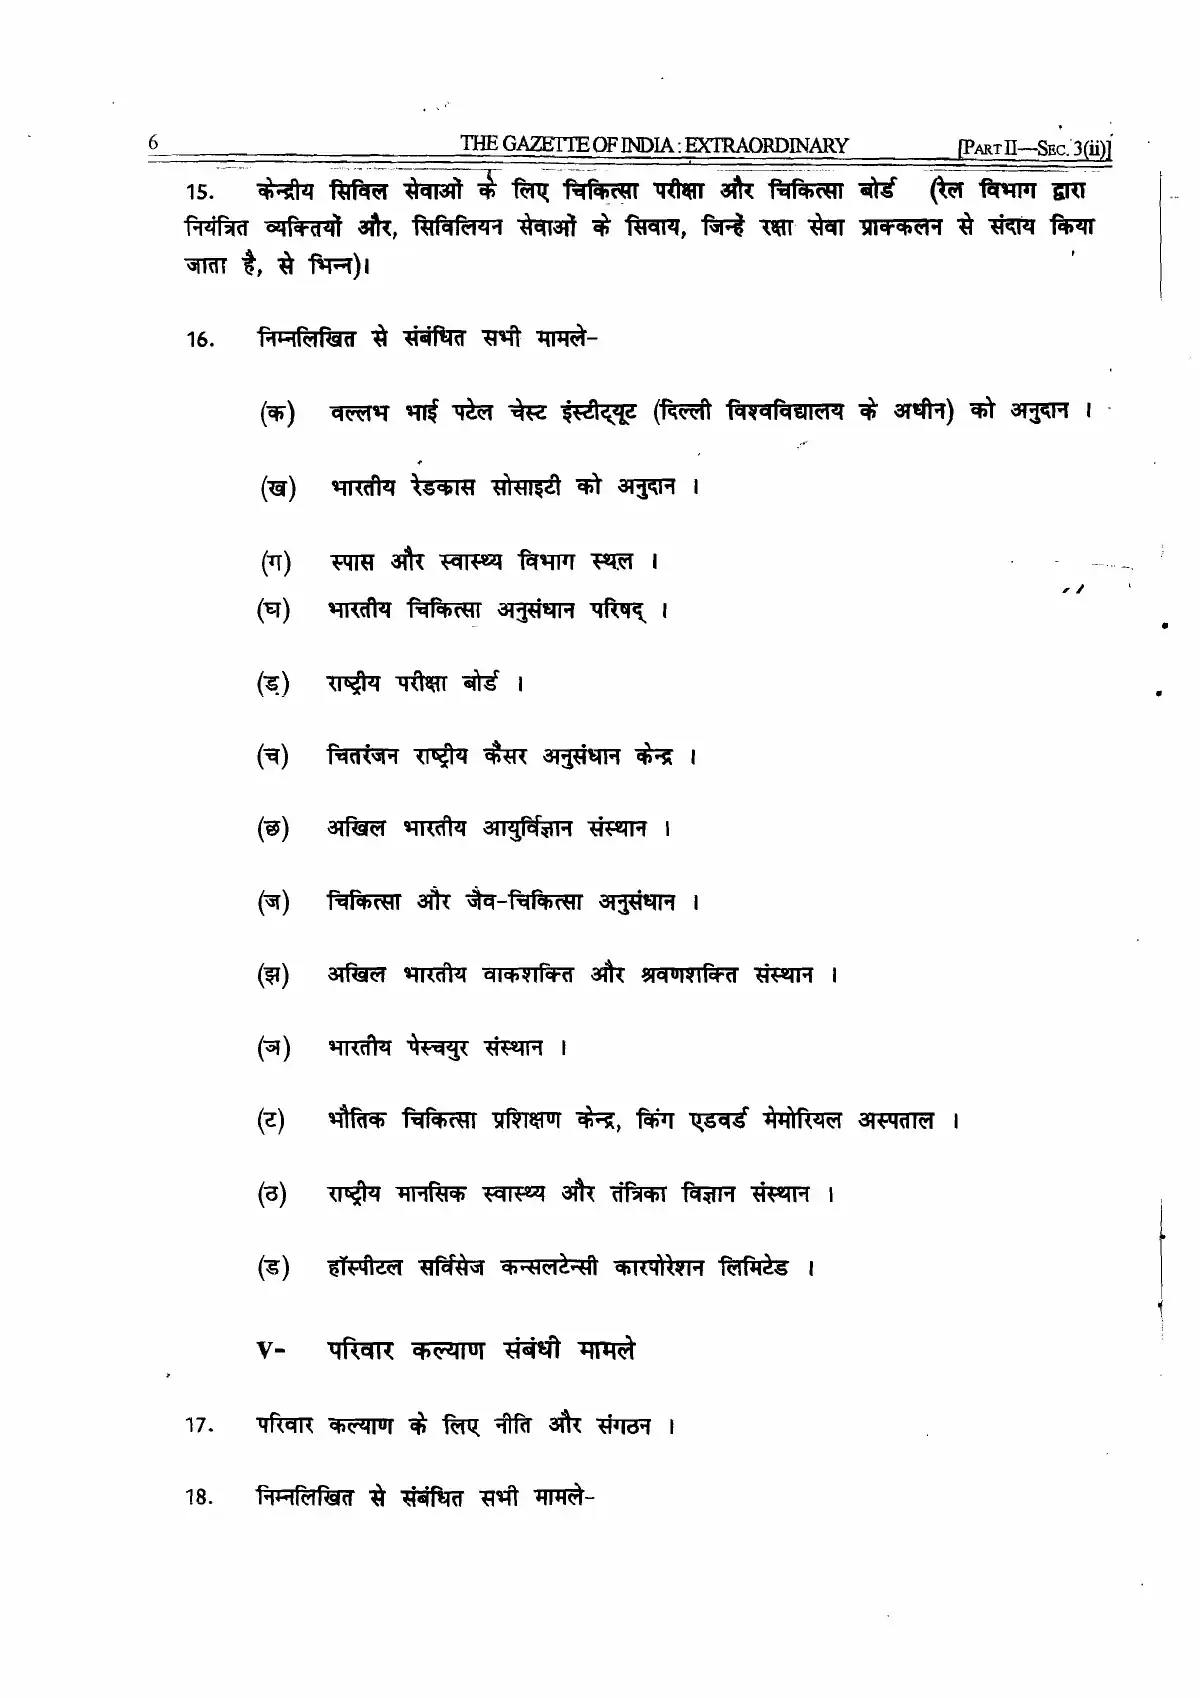 6 THE GAZETTE OF INDIA : EXTRAORDINARY [PART II—SEC. 3(ii)]
15. केन्द्रीय सिविल सेवाओं के लिए चिकित्सा परीक्षा और चिकित्सा बोर्ड (रेल विभाग द्वारा
नियंत्रित व्यक्तियों और, सिविलियन सेवाओं के सिवाय, जिन्हें रक्षा सेवा प्राक्कलन से संदाय किया
जाता है, से भिन्न)।
16. निम्नलिखित से संबंधित सभी मामले-
(क) वल्लभ भाई पटेल चेस्ट इंस्टीट्यूट (दिल्ली विश्वविद्यालय के अधीन) को अनुदान ।
(ख) भारतीय रेडकास सोसाइटी को अनुदान ।
(ग) स्पास और स्वास्थ्य विभाग स्थल ।
(घ) भारतीय चिकित्सा अनुसंधान परिषद् ।
(ड़) राष्ट्रीय परीक्षा बोर्ड ।
(च) चितरंजन राष्ट्रीय कैंसर अनुसंधान केन्द्र ।
(छ) अखिल भारतीय आयुर्विज्ञान संस्थान ।
(ज) चिकित्सा और जैव-चिकित्सा अनुसंधान ।
(झ) अखिल भारतीय वाकशक्ति और श्रवणशक्ति संस्थान ।
(ञ) भारतीय पेस्चयुर संस्थान ।
(ट) भौतिक चिकित्सा प्रशिक्षण केन्द्र, किंग एडवर्ड मेमोरियल अस्पताल ।
(ठ) राष्ट्रीय मानसिक स्वास्थ्य और तंत्रिका विज्ञान संस्थान ।
(ड) हॉस्पीटल सर्विसेज कन्सलटेन्सी कारपोरेशन लिमिटेड ।
V- परिवार कल्याण संबंधी मामले
17. परिवार कल्याण के लिए नीति और संगठन ।
18. निम्नलिखित से संबंधित सभी मामले-